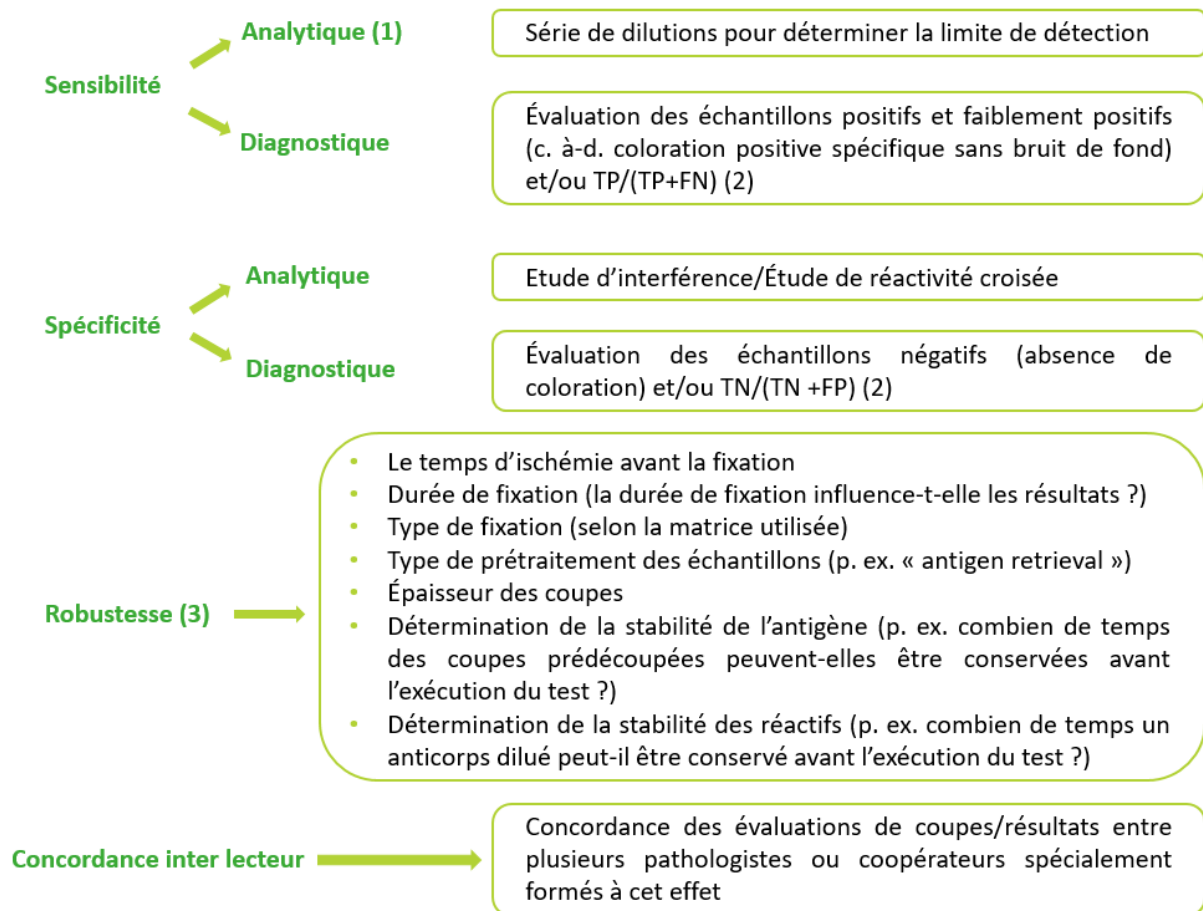 Analytique (1)
Série de dilutions pour déterminer la limite de détection
Sensibilité
Diagnostique
Évaluation des échantillons positifs et faiblement positifs
(c. à-d. coloration positive spécifique sans bruit de fond)
et/ou TP/(TP+FN) (2)
Analytique
Etude d’interférence/Étude de réactivité croisée
Spécificité
Diagnostique
Évaluation des échantillons négatifs (absence de
coloration) et/ou TN/(TN +FP) (2)
Robustesse (3)
• Le temps d’ischémie avant la fixation
• Durée de fixation (la durée de fixation influence-t-elle les résultats ?)
• Type de fixation (selon la matrice utilisée)
• Type de prétraitement des échantillons (p. ex. « antigen retrieval »)
• Épaisseur des coupes
• Détermination de la stabilité de l’antigène (p. ex. combien de temps
des coupes prédécoupées peuvent-elles être conservées avant
l’exécution du test ?)
• Détermination de la stabilité des réactifs (p. ex. combien de temps un
anticorps dilué peut-il être conservé avant l’exécution du test ?)
Concordance inter lecteur
Concordance des évaluations de coupes/résultats entre
plusieurs pathologistes ou coopérateurs spécialement
formés à cet effet